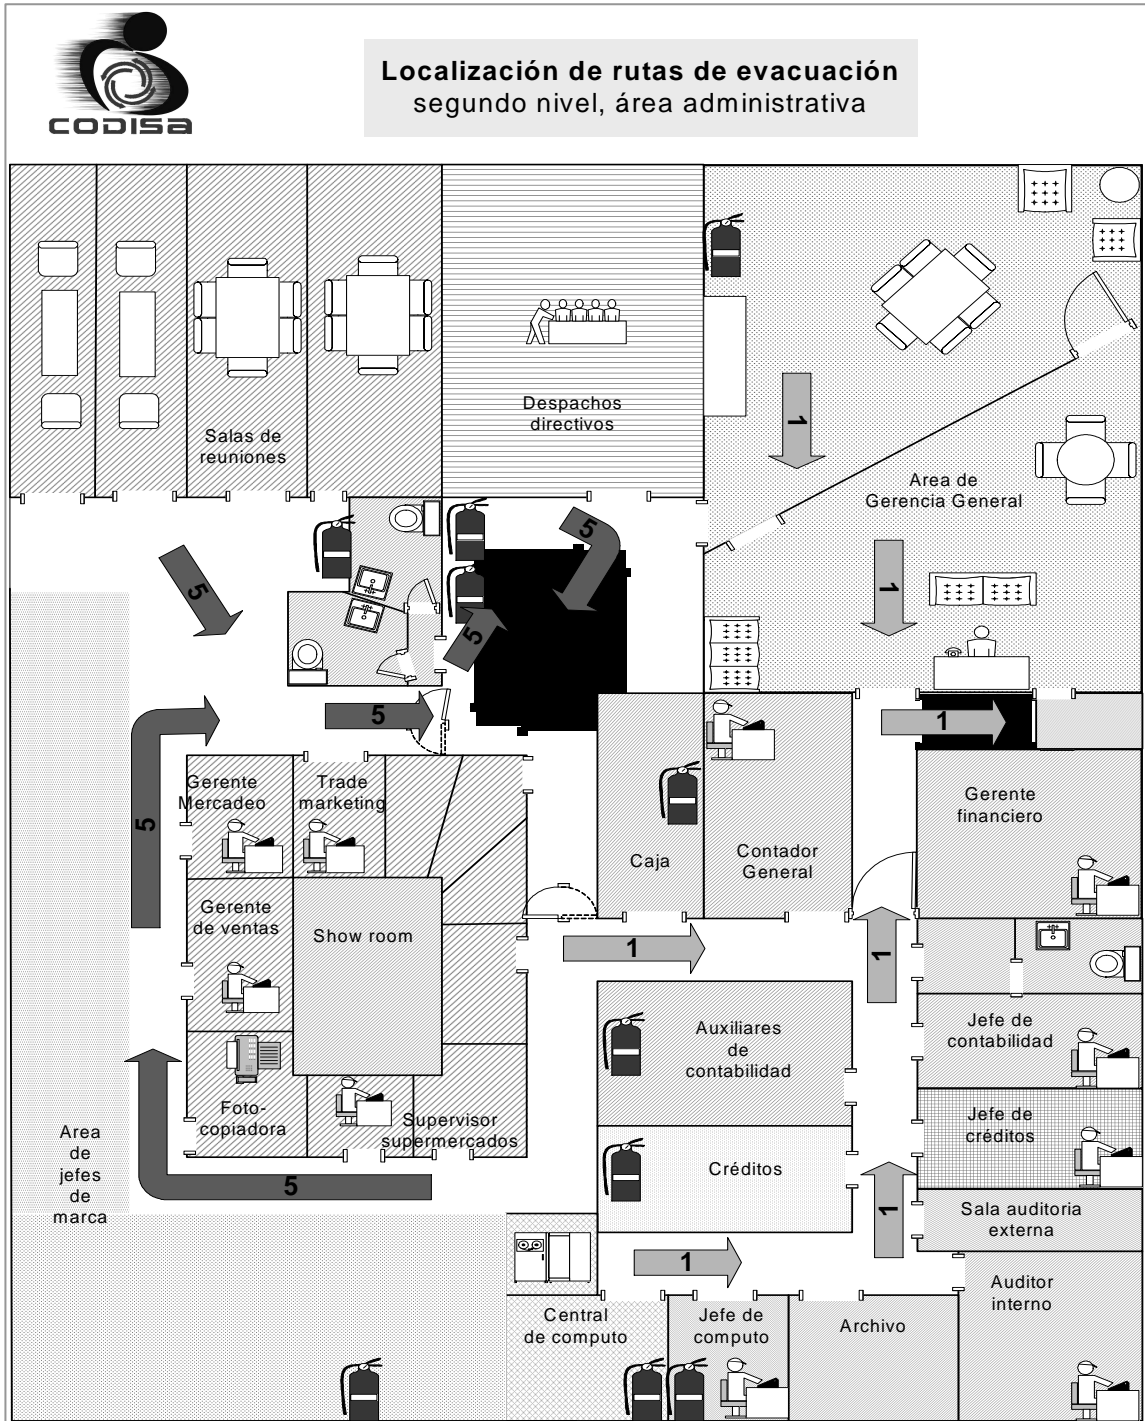 CODISA
Localización de rutas de evacuación
segundo nivel, área administrativa
Despachos
directivos
Salas de
reuniones
1
Area de
Gerencia General
5
5
1
5
5
1
Gerente
Mercadeo
Trade
marketing
5
Gerente
financiero
Caja
Contador
General
Gerente
de ventas
Show room
1
1
Auxiliares
de
contabilidad
Jefe de
contabilidad
Foto-
copiadora
Supervisor
supermercados
Jefe de
créditos
Area
de
jefes
de
marca
5
Créditos
1
Sala auditoria
externa
1
Auditor
interno
Central
de computo
Jefe de
computo
Archivo